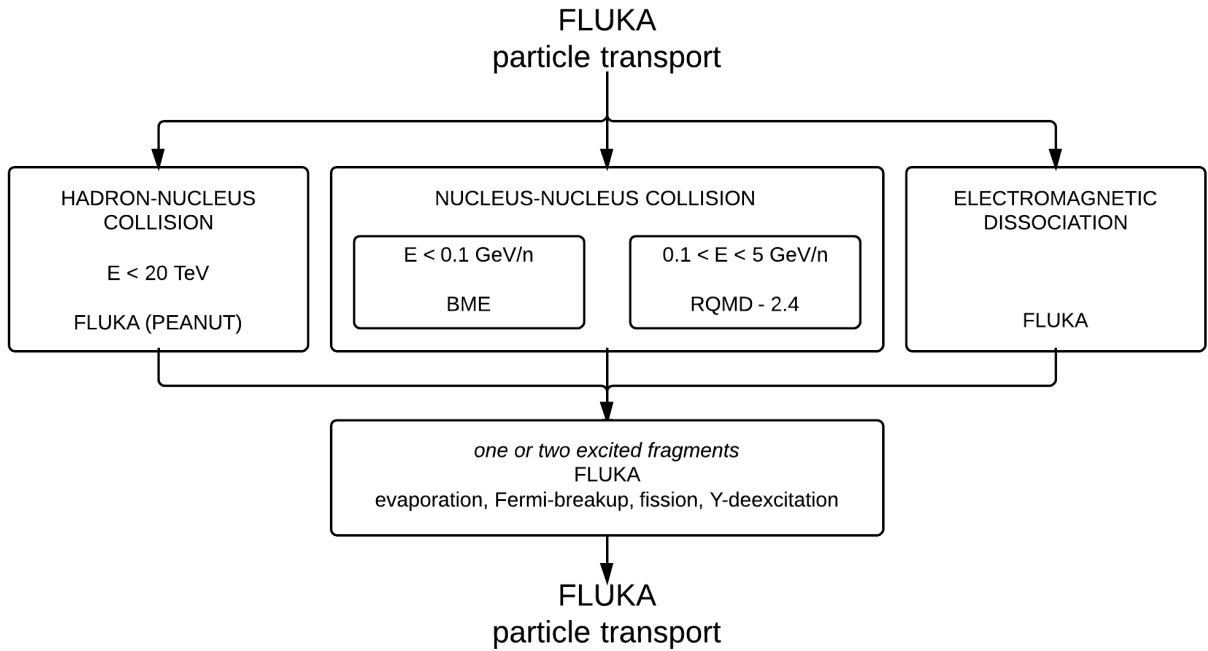 FLUKA
particle transport
HADRON-NUCLEUS
COLLISION
E < 20 TeV
FLUKA (PEANUT)
NUCLEUS-NUCLEUS COLLISION
E < 0.1 GeV/n
BME
0.1 < E < 5 GeV/n
RQMD - 2.4
ELECTROMAGNETIC
DISSOCIATION
FLUKA
one or two excited fragments
FLUKA
evaporation, Fermi-breakup, fission, Y-deexcitation
FLUKA
particle transport